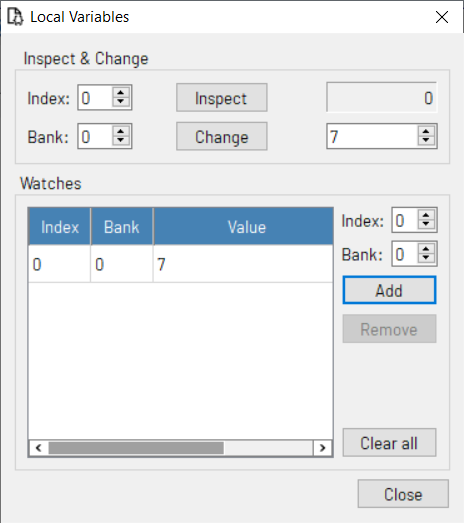 Local Variables
Inspect & Change
Index: 0 Inspect 0
Bank: 0 Change 7
Watches
Index Bank Value
0 0 7
Index: 0
Bank: 0
Add
Remove
Clear all
Close